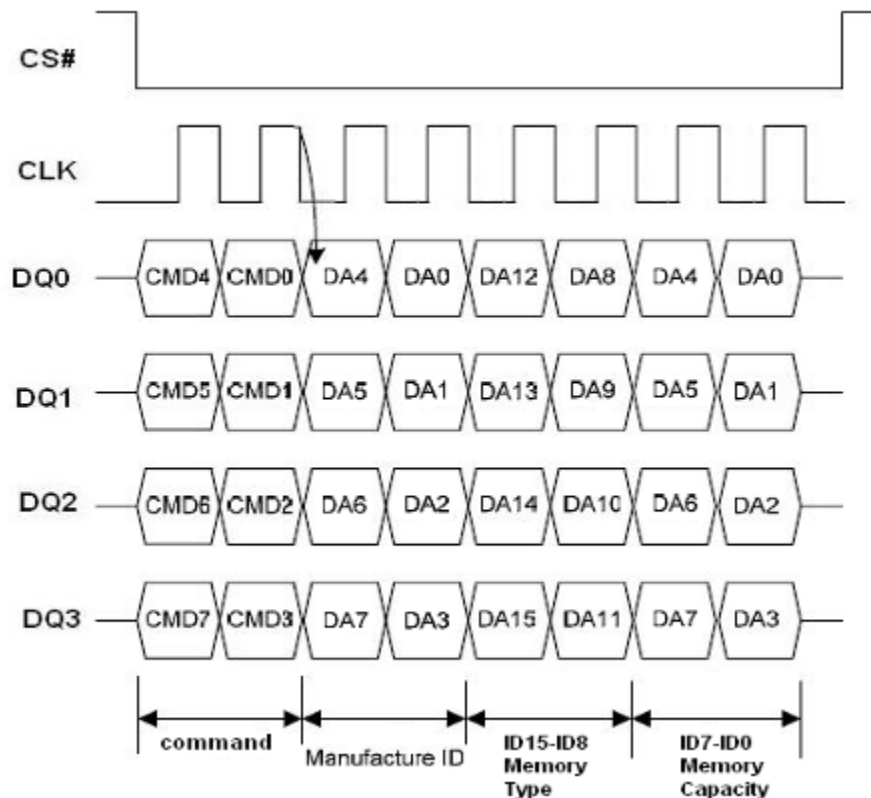 CS#
CLK
DQ0 CMD4 CMD0 DA4 DA0 DA12 DA8 DA4 DA0
DQ1 CMD5 CMD1 DA5 DA1 DA13 DA9 DA5 DA1
DQ2 CMD6 CMD2 DA6 DA2 DA14 DA10 DA6 DA2
DQ3 CMD7 CMD3 DA7 DA3 DA15 DA11 DA7 DA3
command
Manufacture ID
ID15-ID8
Memory
Type
ID7-ID0
Memory
Capacity